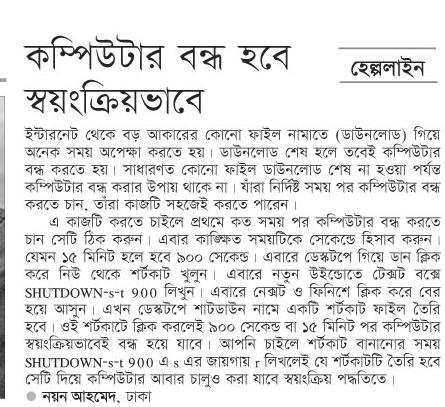 কম্পিউটার বন্ধ হবে
স্বয়ংক্রিয়ভাবে
হেল্পলাইন
ইন্টারনেট থেকে বড় আকারের কোনো ফাইল নামাতে (ডাউনলোড) গিয়ে
অনেক সময় অপেক্ষা করতে হয়। ডাউনলোড শেষ হলে তবেই কম্পিউটার
বন্ধ করতে হয়। সাধারণত কোনো ফাইল ডাউনলোড শেষ না হওয়া পর্যন্ত
কম্পিউটার বন্ধ করার উপায় থাকে না। যাঁরা নির্দিষ্ট সময় পর কম্পিউটার বন্ধ
করতে চান, তাঁরা কাজটি সহজেই করতে পারেন।
এ কাজটি করতে চাইলে প্রথমে কত সময় পর কম্পিউটার বন্ধ করতে
চান সেটি ঠিক করুন। এবার কাঙ্ক্ষিত সময়টিকে সেকেন্ডে হিসাব করুন।
যেমন ১৫ মিনিট হলে হবে ৯০০ সেকেন্ড। এবারে ডেস্কটপে গিয়ে ডান ক্লিক
করে নিউ থেকে শর্টকাট খুলুন। এবারে নতুন উইন্ডোতে টেক্সট বক্সে
SHUTDOWN-s-t 900 লিখুন। এবারে নেক্সট ও ফিনিশে ক্লিক করে বের
হয়ে আসুন। এখন ডেস্কটপে শাটডাউন নামে একটি শর্টকাট ফাইল তৈরি
হবে। ওই শর্টকাটে ক্লিক করলেই ৯০০ সেকেন্ড বা ১৫ মিনিট পর কম্পিউটার
স্বয়ংক্রিয়ভাবেই বন্ধ হয়ে যাবে। আপনি চাইলে শর্টকাট বানানোর সময়
SHUTDOWN-s-t 900 এ s এর জায়গায় r লিখলেই যে শর্টকাটটি তৈরি হবে
সেটি দিয়ে কম্পিউটার আবার চালুও করা যাবে স্বয়ংক্রিয় পদ্ধতিতে।
● নয়ন আহমেদ, ঢাকা